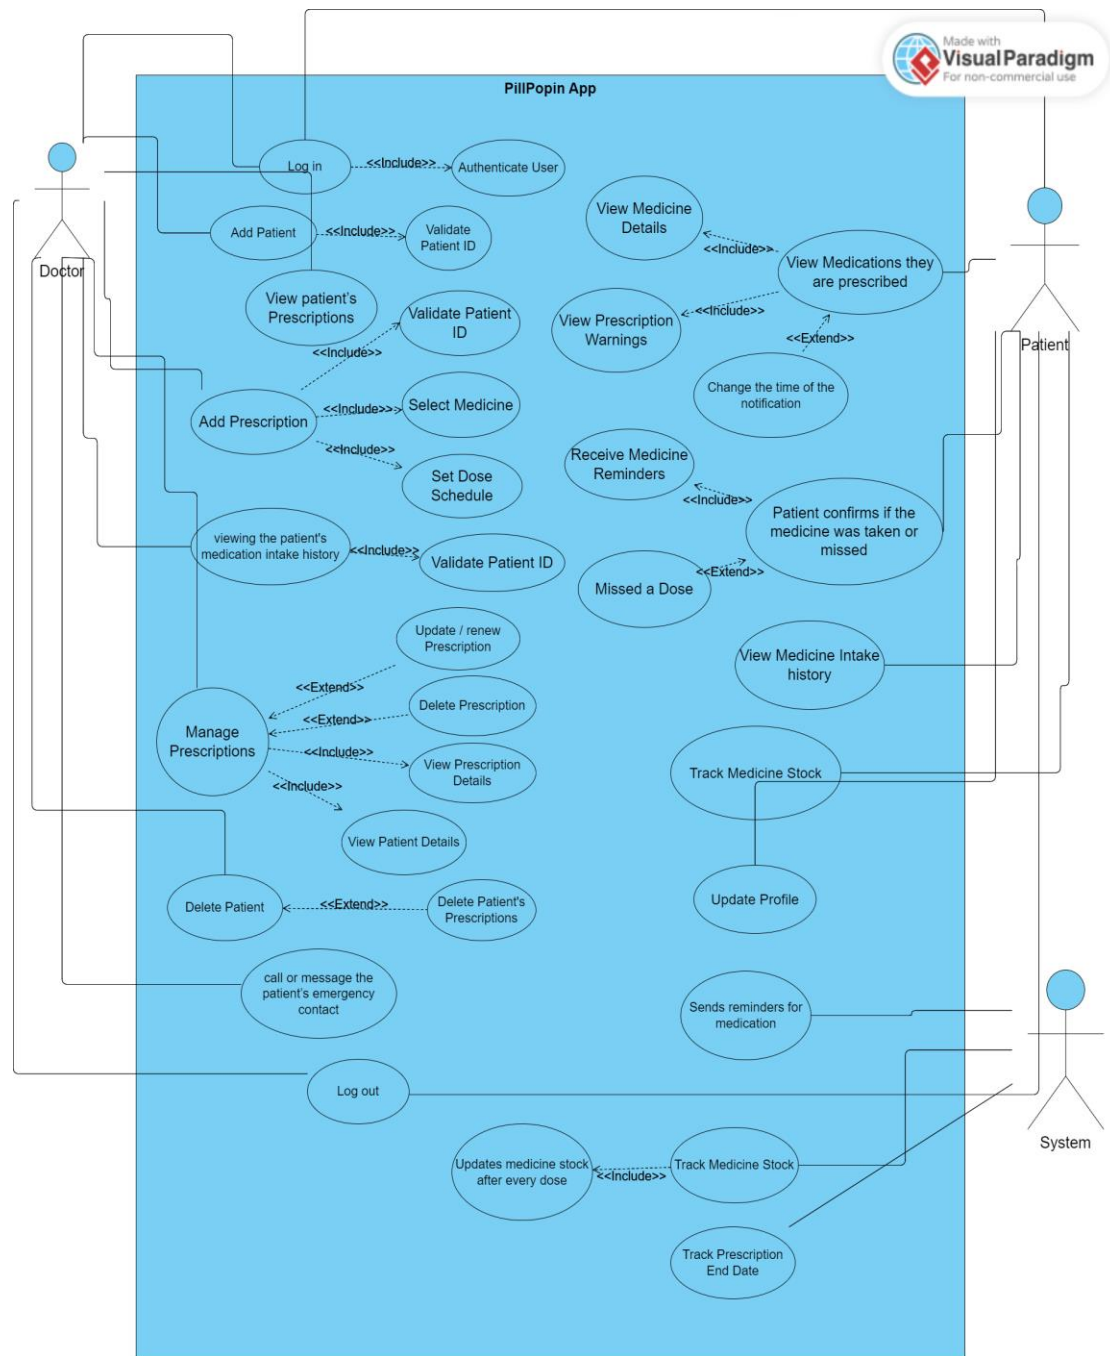 Made with
Visual Paradigm
For non-commercial use
PillPopin App
Log in
<<Include>>
Authenticate User
Doctor
Add Patient
<<Include>>
Validate
Patient ID
View Medicine
Details
<<Include>>
View Medications they
are prescribed
Patient
View patient's
Prescriptions
Validate Patient
ID
<<Include>>
View Prescription
Warnings
<<Include>>
<<Extend>>
Change the time of the
notification
Add Prescription
<<Include>>
Select Medicine
<<Include>>
Set Dose
Schedule
Receive Medicine
Reminders
<<Include>>
Patient confirms if the
medicine was taken or
missed
viewing the patient's
medication intake history
<<Include>>
Validate Patient ID
<<Extend>>
Missed a Dose
Update / renew
Prescription
View Medicine Intake
history
<<Extend>>
Delete Prescription
<<Extend>>
Manage
Prescriptions
<<Include>>
View Prescription
Details
<<Include>>
View Patient Details
Track Medicine Stock
Delete Patient
<<Extend>>
Delete Patient's
Prescriptions
Update Profile
call or message the
patient's emergency
contact
Sends reminders for
medication
Log out
System
Updates medicine stock
after every dose
<<Include>>
Track Medicine Stock
Track Prescription
End Date